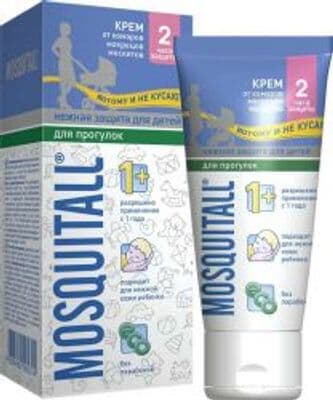 MOSQUITALL
КРЕМ
от комаров
мокрецов
москитов
2
часа
защиты
ПОТОМУ И НЕ КУСАЮТ
нежная защита для детей
для прогулок
MOSQUITALL®
1+
разрешено
применение
с 1 года
подходит
для нежной
кожи ребенка
без
парабенов
КРЕМ
от комаров
мокрецов
москитов
2
часа
защиты
ПОТОМУ И НЕ КУСАЮТ
нежная защита для детей
для прогулок
MOSQUITALL®
1+
разрешено
применение
с 1 года
подходит
для нежной
кожи ребенка
без
парабенов